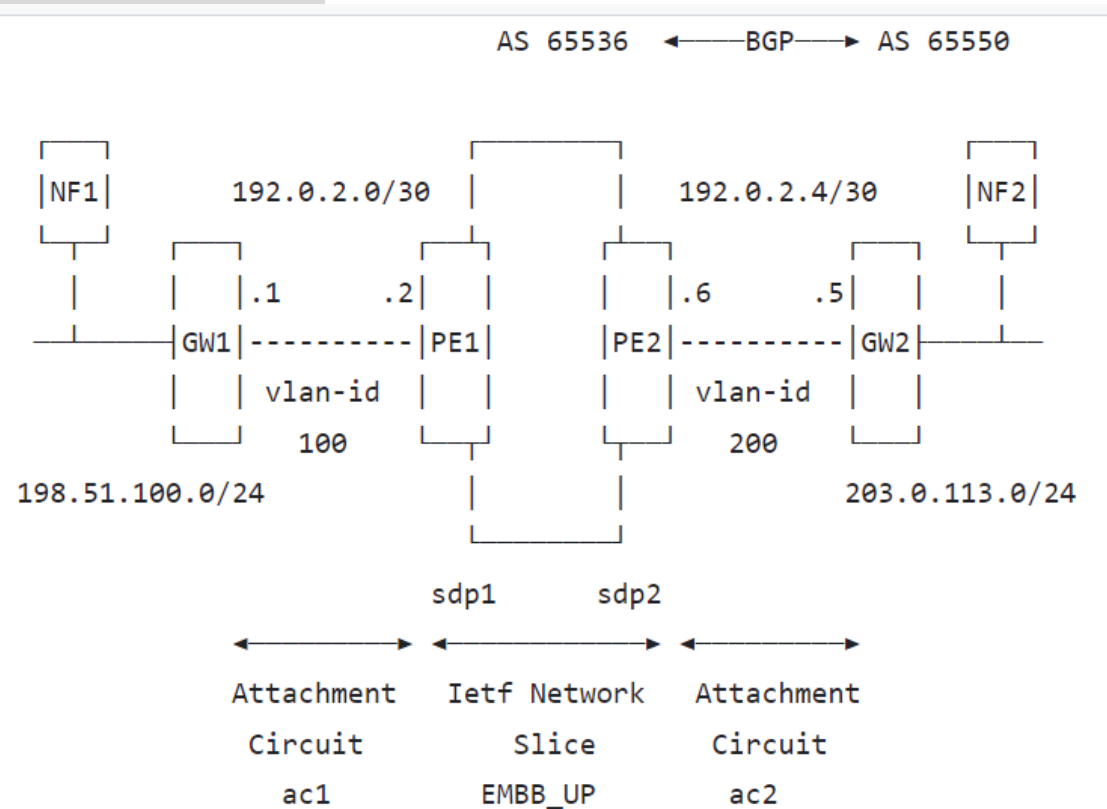 AS 65536 ◄────BGP───► AS 65550
NF1 192.0.2.0/30 192.0.2.4/30 NF2
.1 .2 .6 .5
GW1 PE1 PE2 GW2
vlan-id vlan-id
100 200
198.51.100.0/24 203.0.113.0/24
sdp1 sdp2
Attachment Ietf Network Attachment
Circuit Slice Circuit
ac1 EMBB_UP ac2